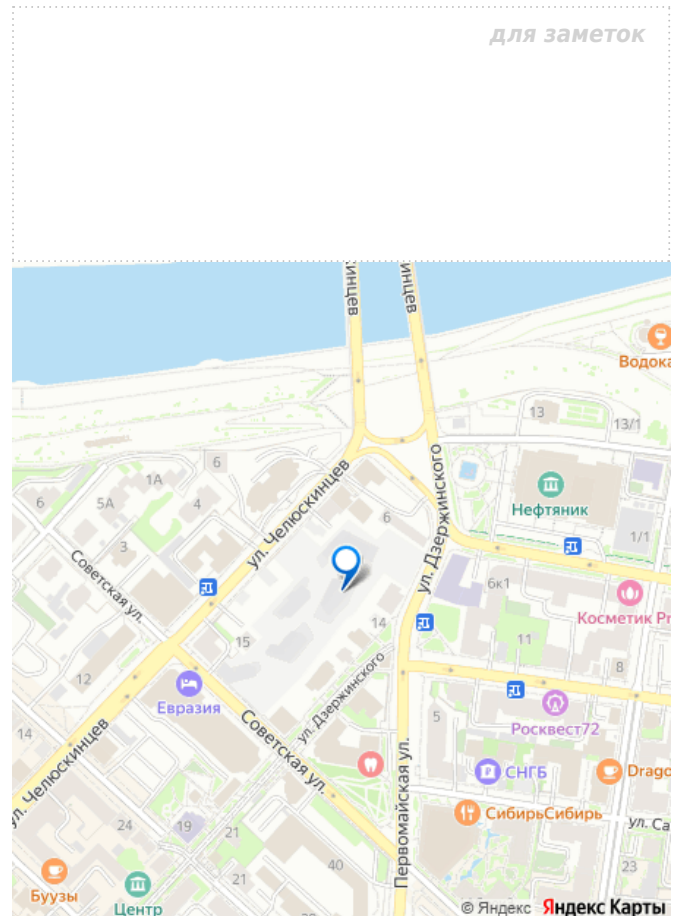 для заметок
кинцев
инцев
Водока
13
13/1
6
ул. Челюскинцев
ул. Дзержинского
Нефтяник
1А
6
5А
4
6
1/1
3
Советская ул.
6к1
Косметик Pr
14
15
11
8
12
Евразия
ул. Дзержинского
Росквест72
5
14
Советская ул.
ул. Челюскинцев
Первомайская ул.
СНГБ
Drago
СибирьСибирь
ул. Са
24
19
21
40
23
21
Буузы
Центр
© Яндекс Яндекс Карты